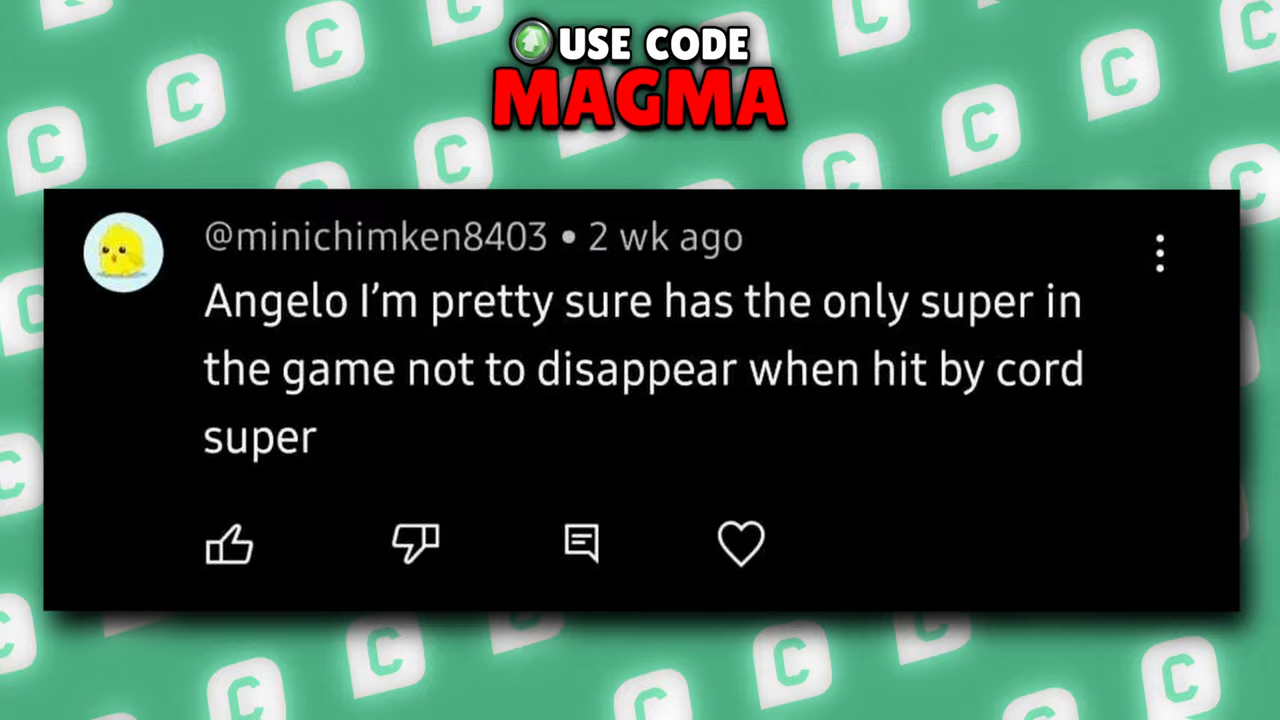 USE CODE
MAGMA
@minichimken8403 • 2 wk ago
Angelo I’m pretty sure has the only super in
the game not to disappear when hit by cord
super